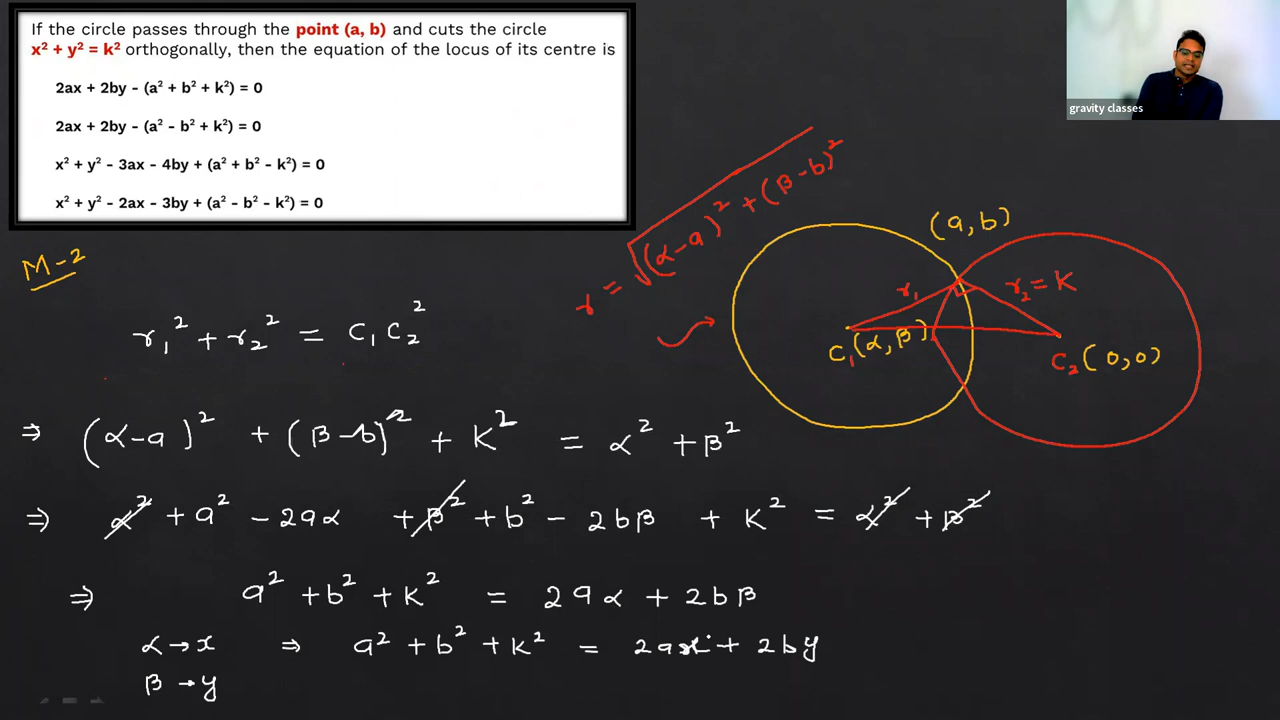 If the circle passes through the point (a, b) and cuts the circle
x² + y² = k² orthogonally, then the equation of the locus of its centre is
2ax + 2by - (a² + b² + k²) = 0
2ax + 2by - (a² - b² + k²) = 0
x² + y² - 3ax - 4by + (a² + b² - k²) = 0
x² + y² - 2ax - 3by + (a² - b² - k²) = 0
gravity classes
M-2
r = √(α-a)² + (β-b)²
(a, b)
r₁
r₂ = K
C₁(α, β)
C₂(0, 0)
r₁² + r₂² = C₁C₂²
⇒ (α-a)² + (β-b)² + K² = α² + β²
⇒ α² + a² - 2aα + β² + b² - 2bβ + K² = α² + β²
⇒ a² + b² + K² = 2aα + 2bβ
α → x ⇒ a² + b² + K² = 2ax + 2by
β → y